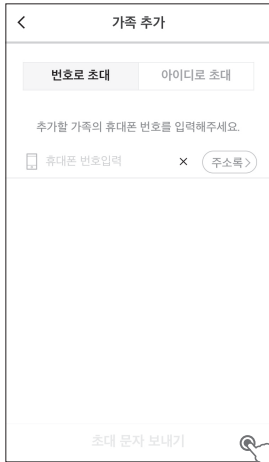 가족 추가
번호로 초대 아이디로 초대
추가할 가족의 휴대폰 번호를 입력해주세요.
휴대폰 번호입력 × 주소록 >
초대 문자 보내기